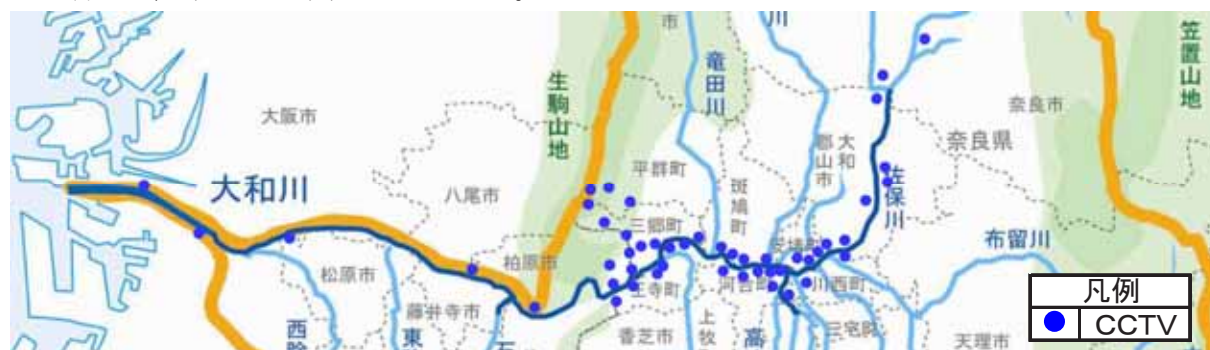 市
川
笠置山地
竜田川
生駒山地
大阪市
奈良市
奈良県
大和郡山市
平群町
大和川
八尾市
斑鳩町
佐保川
三郷町
布留川
柏原市
松原市
王寺町
河合町
川西町
凡例
CCTV
藤井寺市
香芝市
上牧
高
三宅町
天理市
西除
東
石